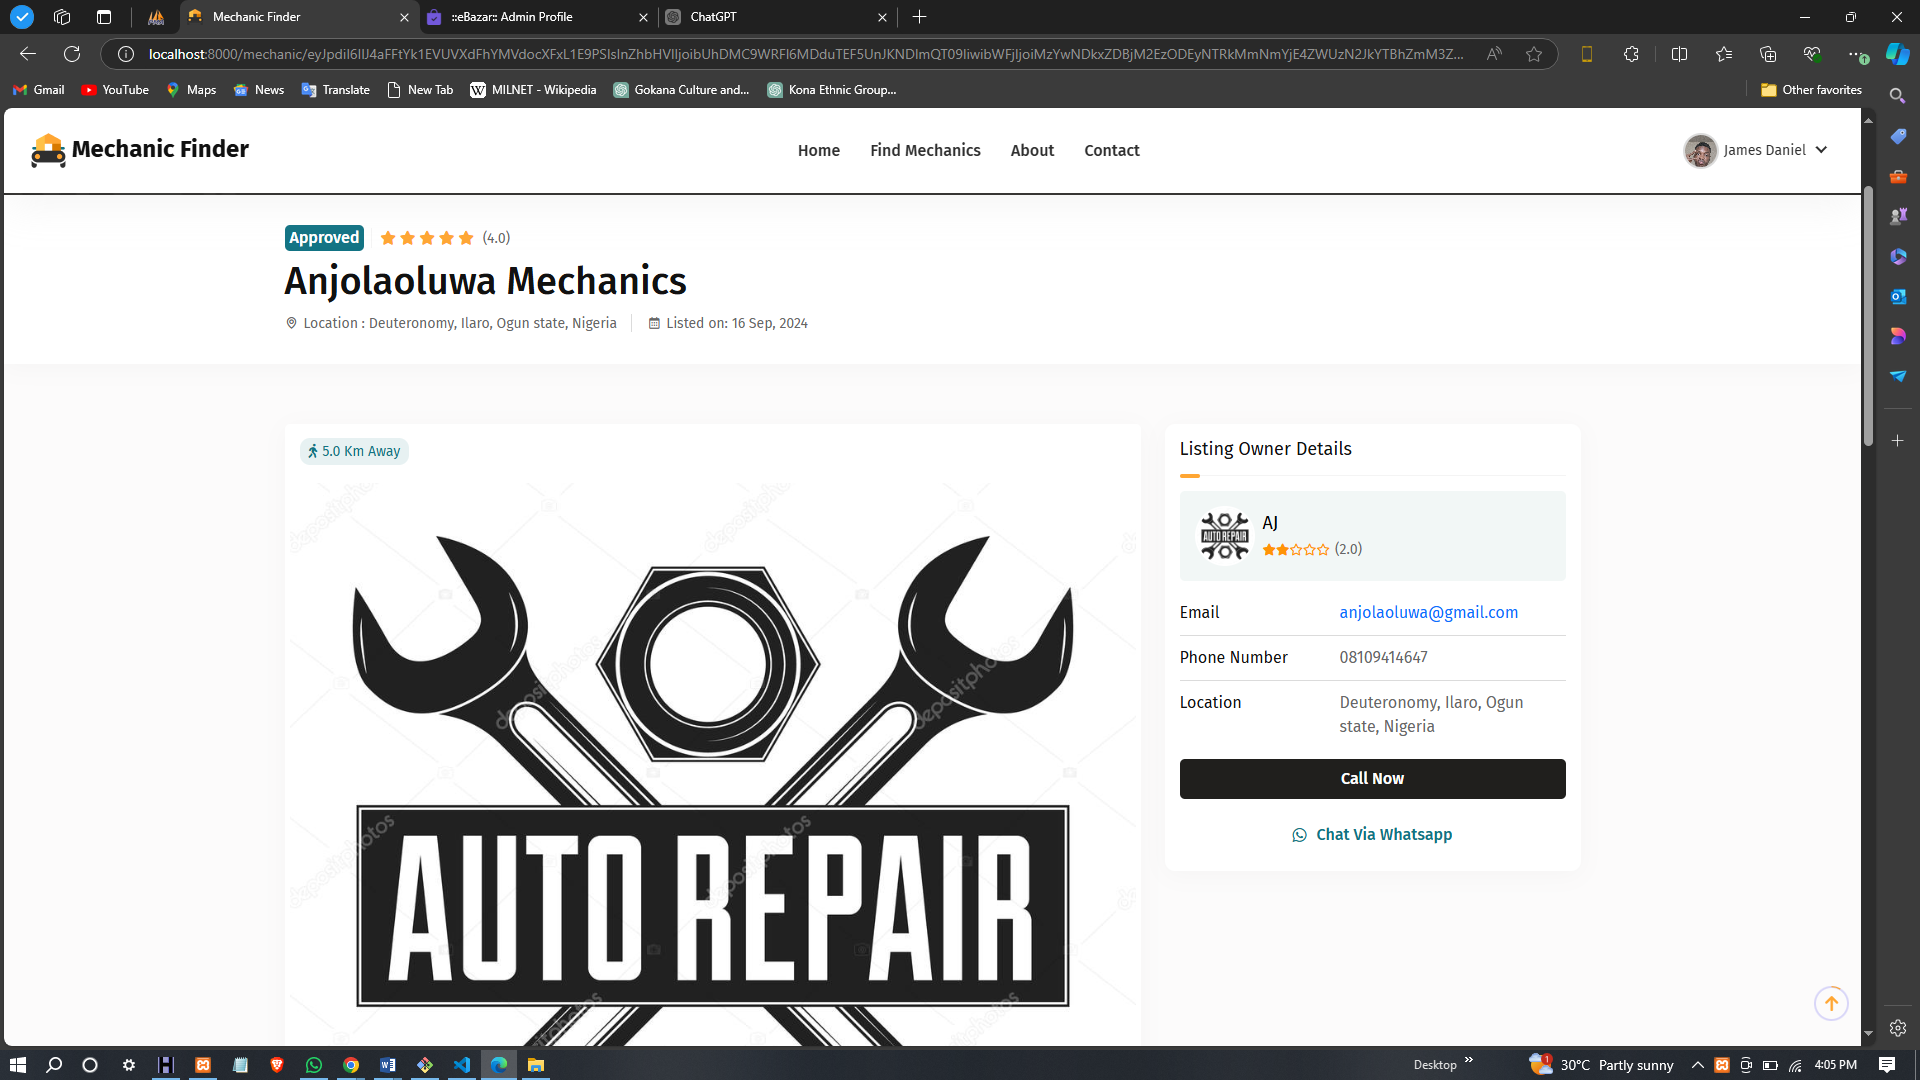 Mechanic Finder
::eBazar:: Admin Profile
ChatGPT
Gmail
YouTube
Maps
News
Translate
New Tab
MILNET - Wikipedia
Gokana Culture and...
Kona Ethnic Group...
Other favorites
Mechanic Finder
Home
Find Mechanics
About
Contact
James Daniel
Approved
(4.0)
Anjolaoluwa Mechanics
Location : Deuteronomy, Ilaro, Ogun state, Nigeria
Listed on: 16 Sep, 2024
5.0 Km Away
depositphotos
AUTO REPAIR
Listing Owner Details
AUTO REPAIR
AJ
(2.0)
Email
anjolaoluwa@gmail.com
Phone Number
08109414647
Location
Deuteronomy, Ilaro, Ogun
state, Nigeria
Call Now
Chat Via Whatsapp
Desktop
30°C Partly sunny
4:05 PM